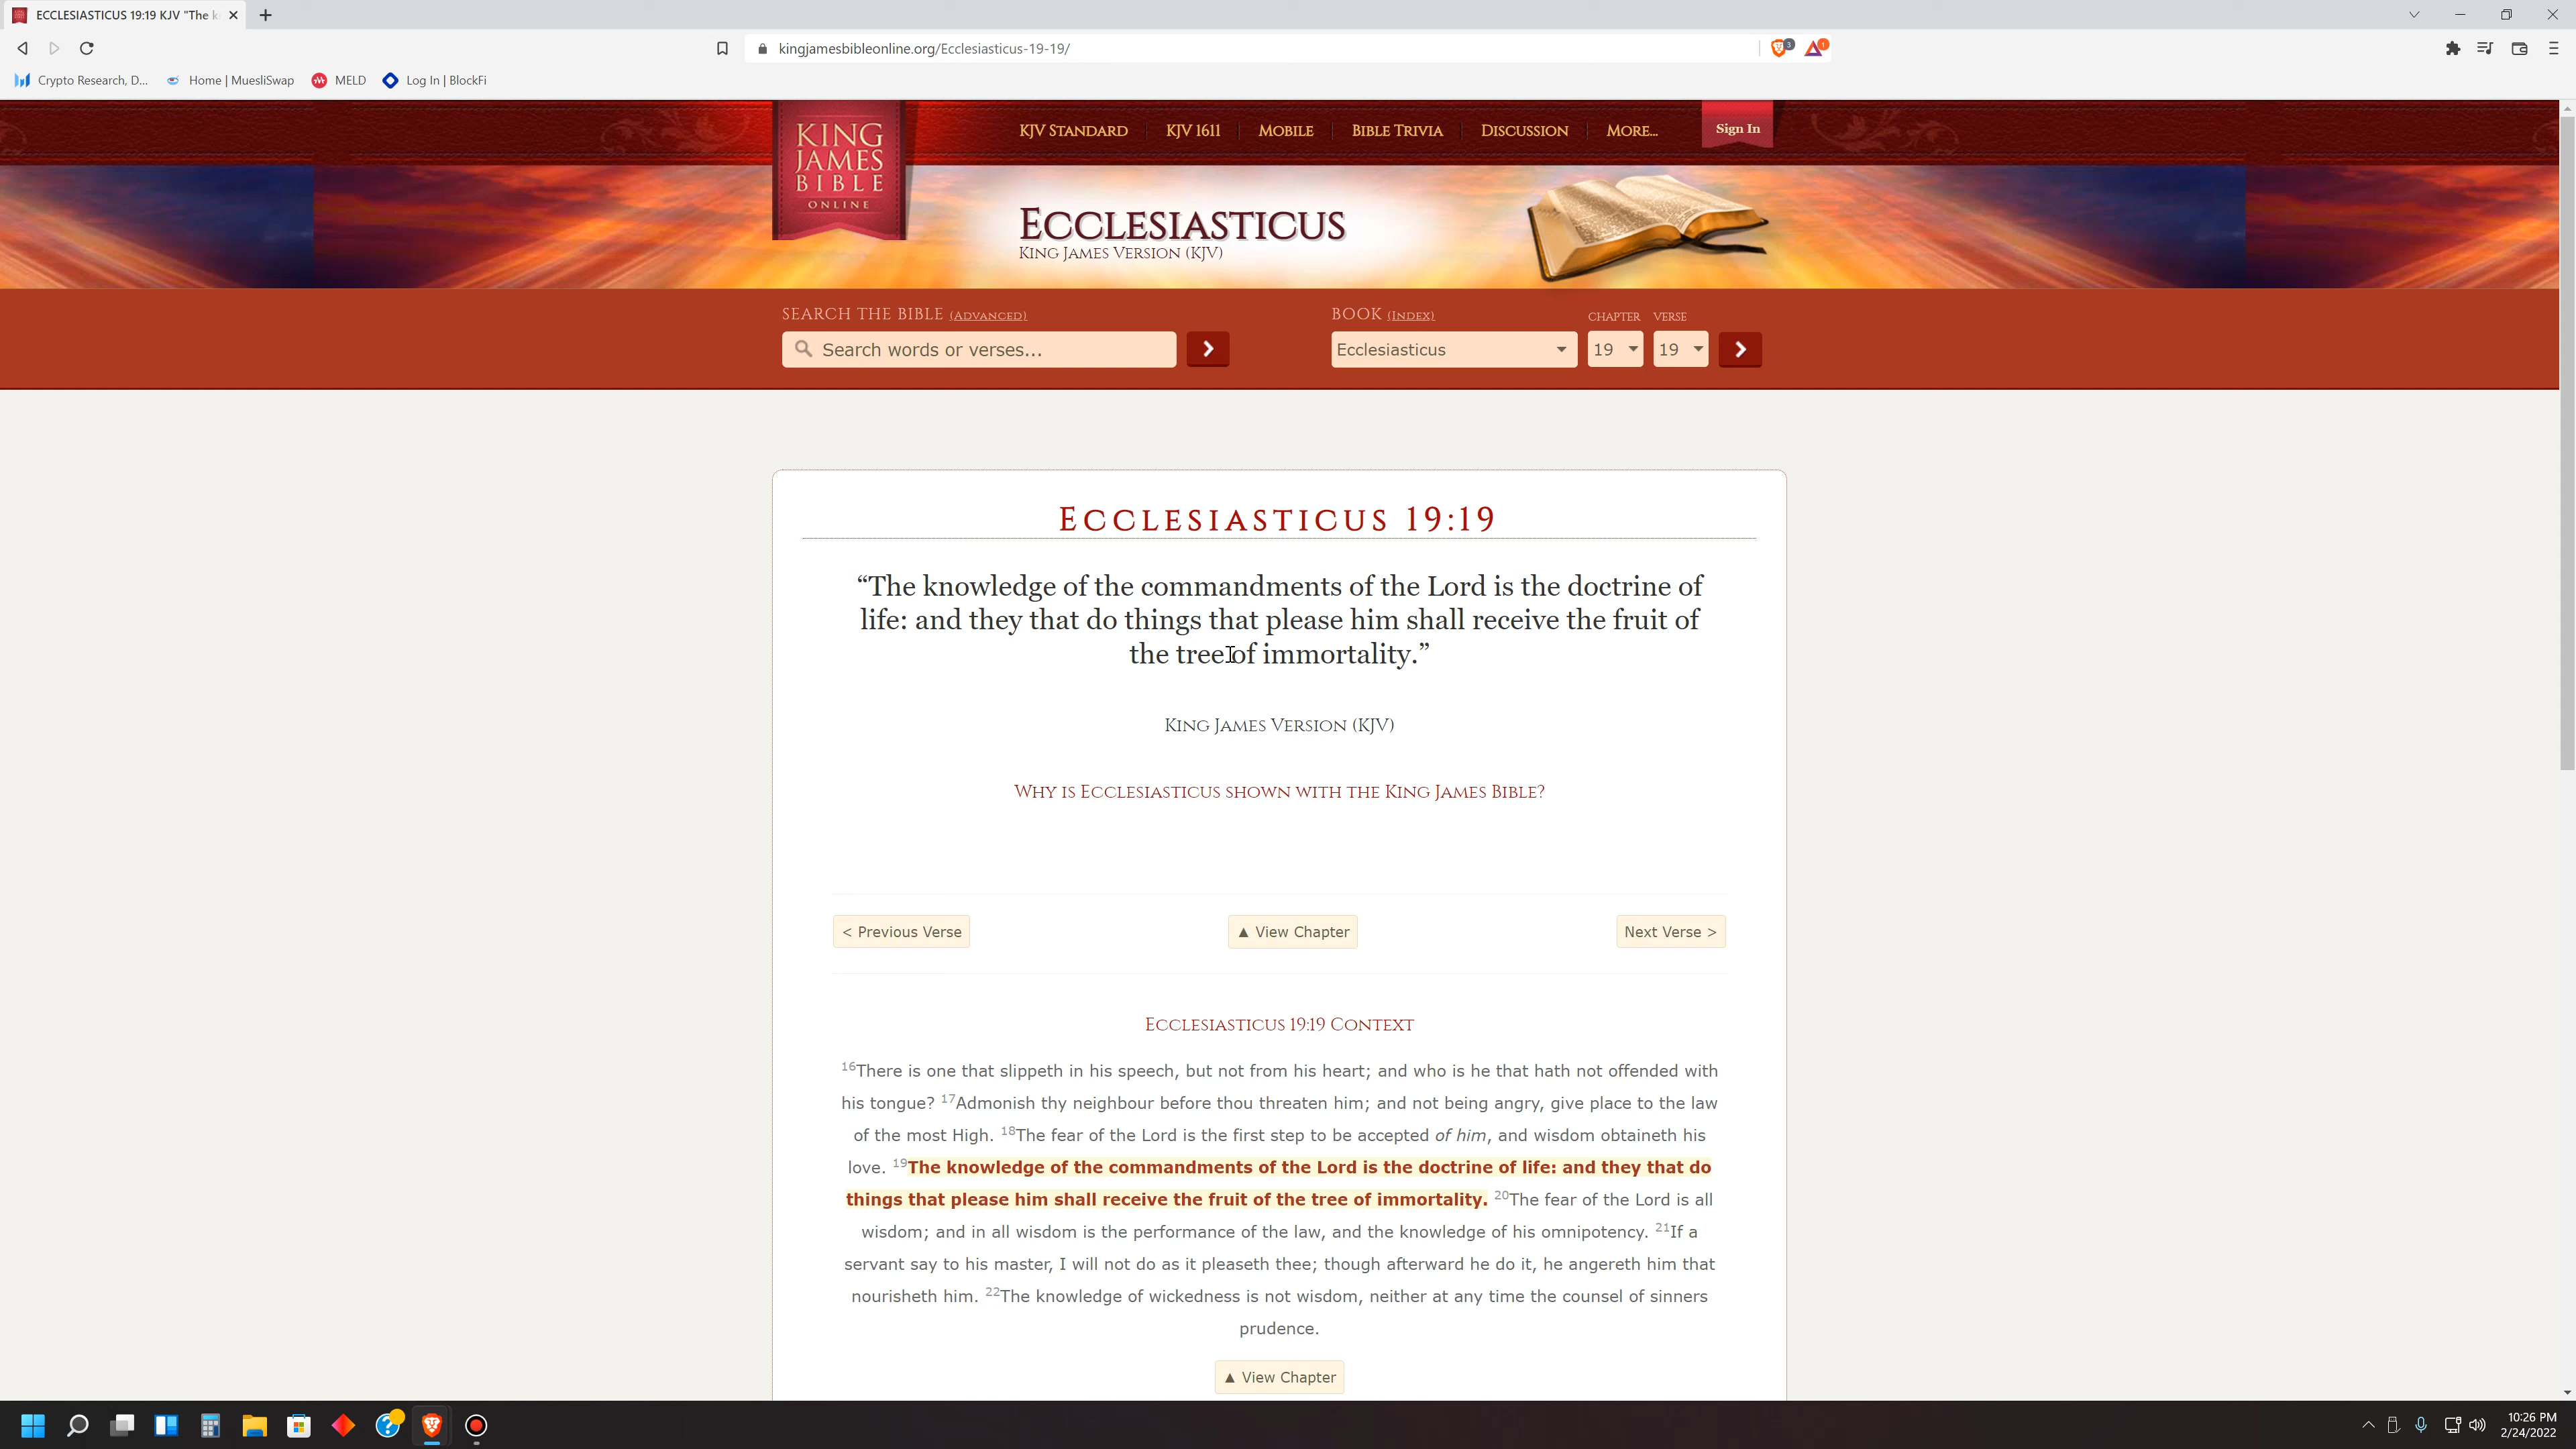 ECCLESIASTICUS 19:19 KJV "The k
kingjamesbibleonline.org/Ecclesiasticus-19-19/
3
1
Crypto Research, D...
Home | MuesliSwap
MELD
Log In | BlockFi
KING
JAMES
BIBLE
ONLINE
KJV Standard
KJV 1611
Mobile
Bible Trivia
Discussion
More...
Sign In
Ecclesiasticus
King James Version (KJV)
SEARCH THE BIBLE (Advanced)
BOOK (Index)
CHAPTER
VERSE
Search words or verses...
Ecclesiasticus
19
19
Ecclesiasticus 19:19
“The knowledge of the commandments of the Lord is the doctrine of
life: and they that do things that please him shall receive the fruit of
the tree of immortality.”
King James Version (KJV)
Why is Ecclesiasticus shown with the King James Bible?
< Previous Verse
▲ View Chapter
Next Verse >
Ecclesiasticus 19:19 Context
16There is one that slippeth in his speech, but not from his heart; and who is he that hath not offended with
his tongue? 17Admonish thy neighbour before thou threaten him; and not being angry, give place to the law
of the most High. 18The fear of the Lord is the first step to be accepted of him, and wisdom obtaineth his
love. 19The knowledge of the commandments of the Lord is the doctrine of life: and they that do
things that please him shall receive the fruit of the tree of immortality. 20The fear of the Lord is all
wisdom; and in all wisdom is the performance of the law, and the knowledge of his omnipotency. 21If a
servant say to his master, I will not do as it pleaseth thee; though afterward he do it, he angereth him that
nourisheth him. 22The knowledge of wickedness is not wisdom, neither at any time the counsel of sinners
prudence.
▲ View Chapter
10:26 PM
2/24/2022